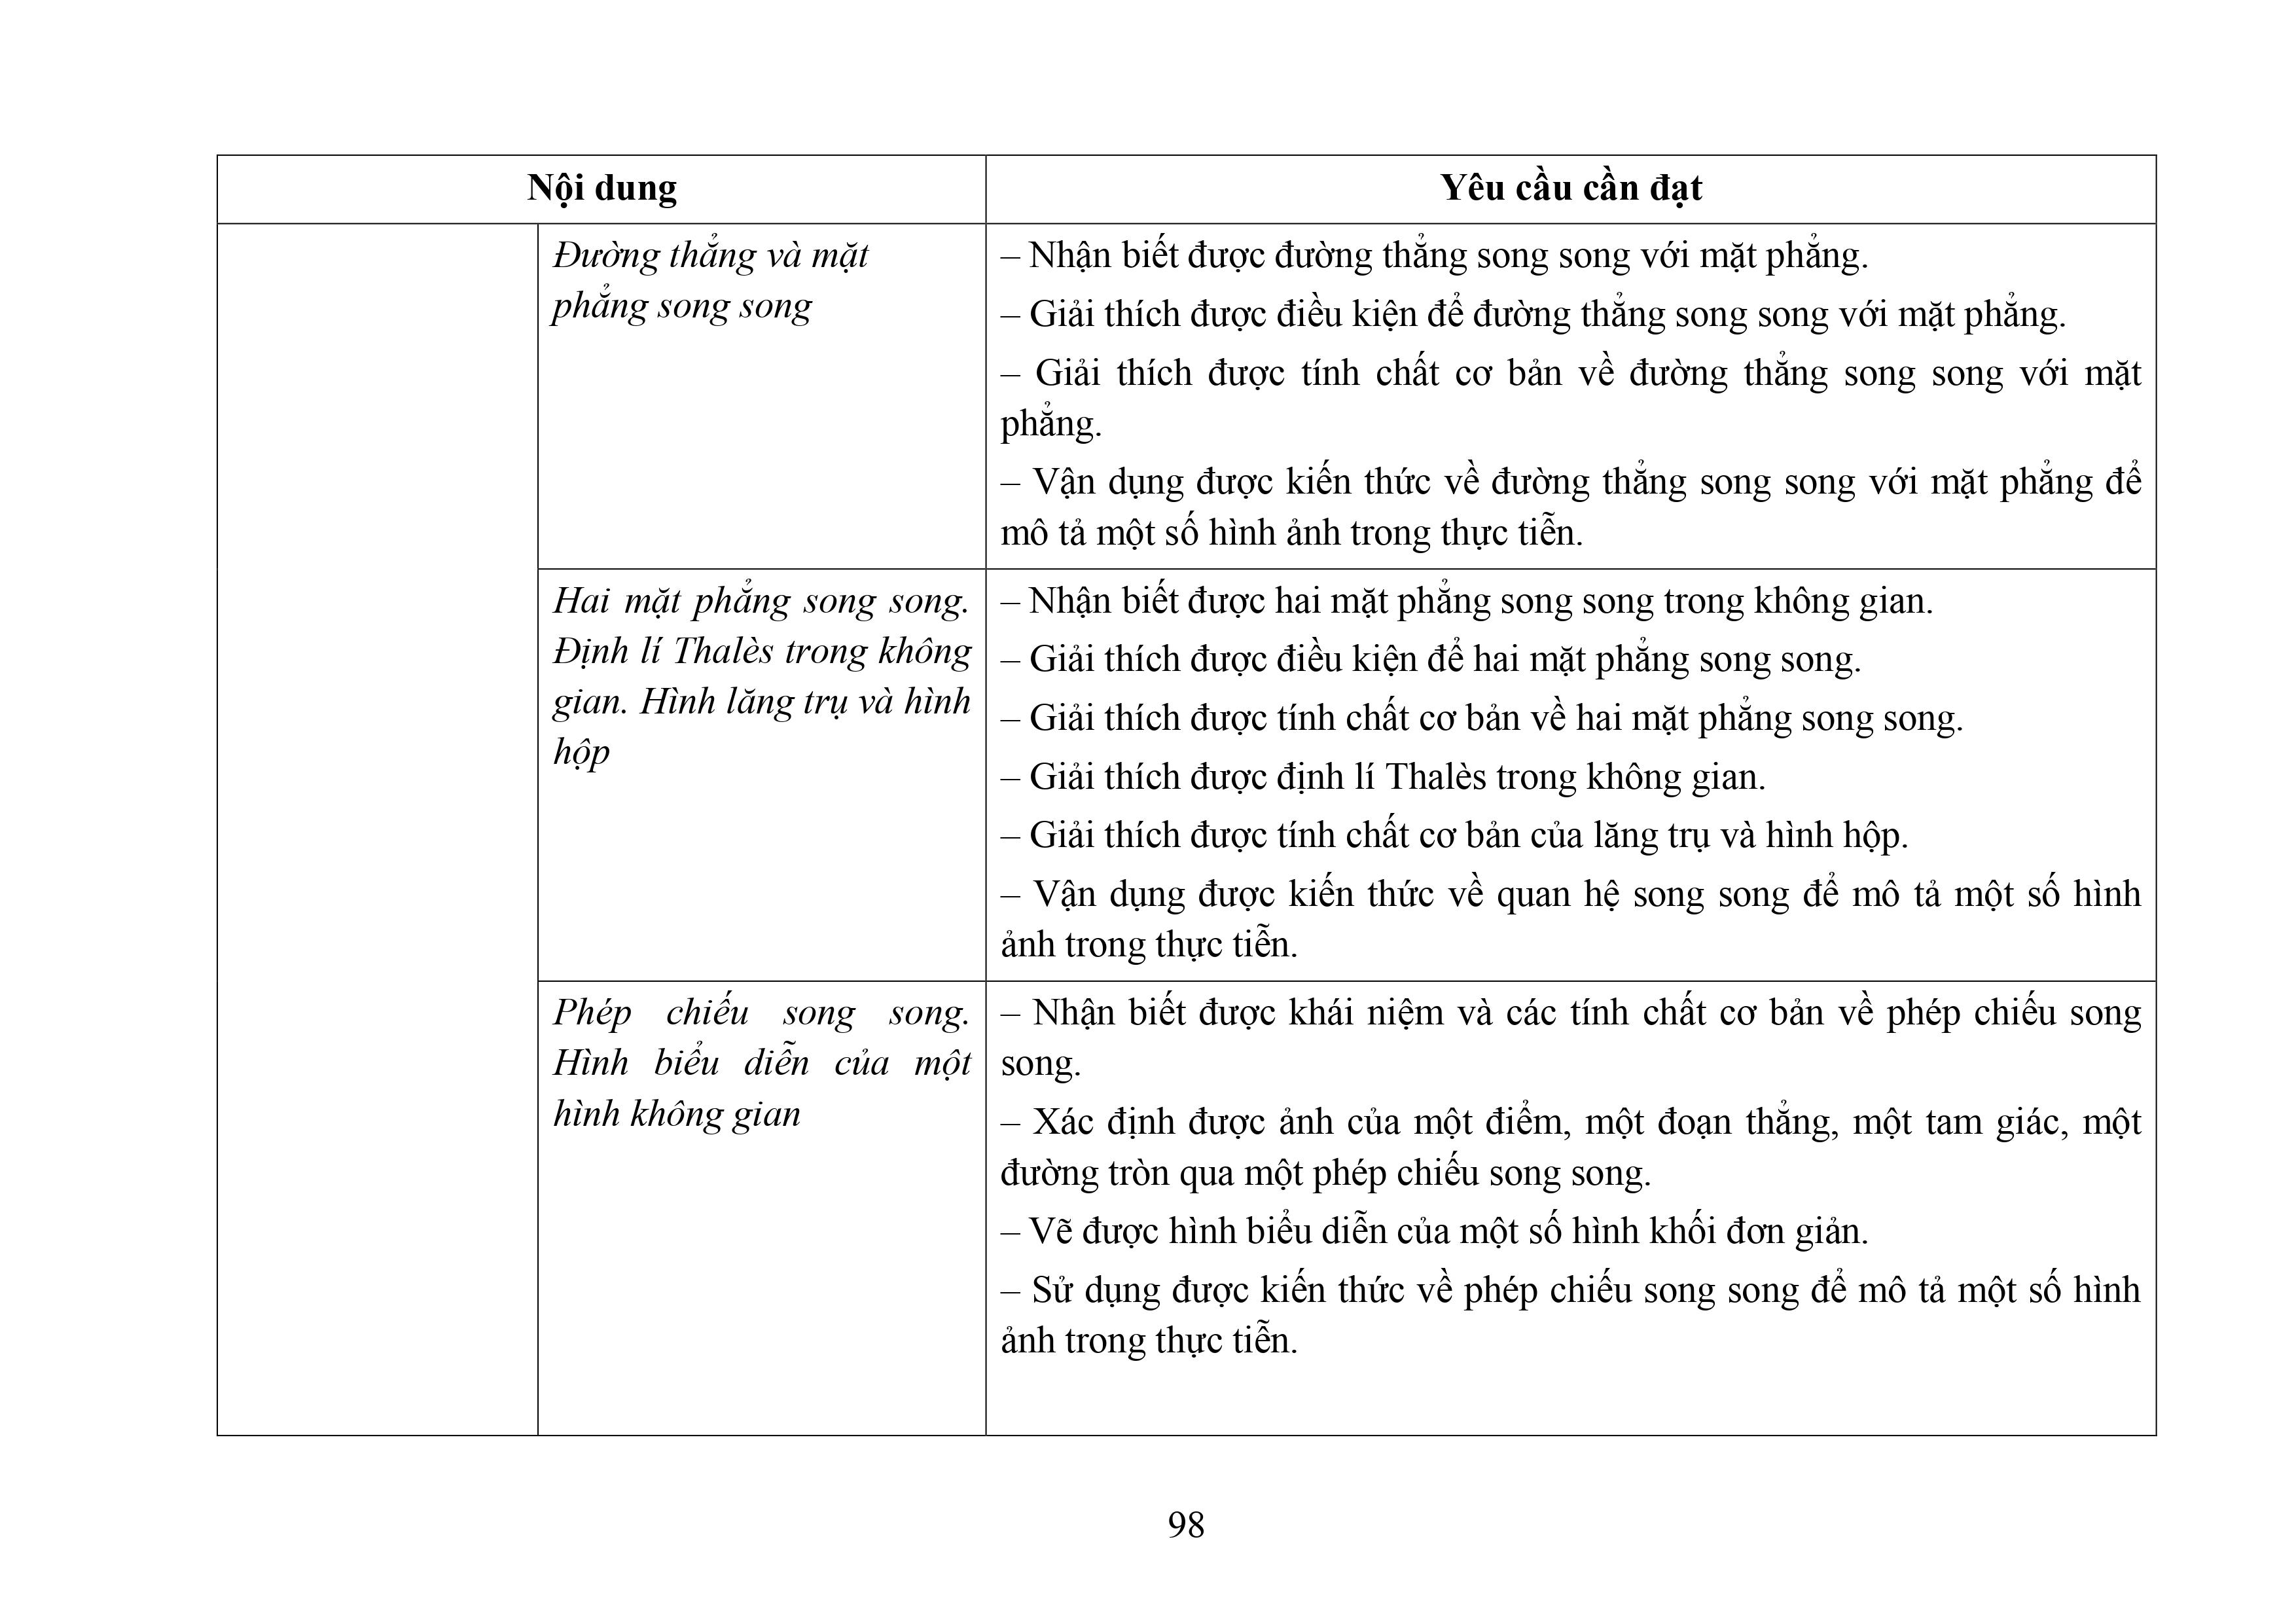 Nội dung
Yêu cầu cần đạt
Đường thẳng và mặt
phẳng song song
– Nhận biết được đường thẳng song song với mặt phẳng.
– Giải thích được điều kiện để đường thẳng song song với mặt phẳng.
– Giải thích được tính chất cơ bản về đường thẳng song song với mặt
phẳng.
– Vận dụng được kiến thức về đường thẳng song song với mặt phẳng để
mô tả một số hình ảnh trong thực tiễn.
Hai mặt phẳng song song.
Định lí Thalès trong không
gian. Hình lăng trụ và hình
hộp
– Nhận biết được hai mặt phẳng song song trong không gian.
– Giải thích được điều kiện để hai mặt phẳng song song.
– Giải thích được tính chất cơ bản về hai mặt phẳng song song.
– Giải thích được định lí Thalès trong không gian.
– Giải thích được tính chất cơ bản của lăng trụ và hình hộp.
– Vận dụng được kiến thức về quan hệ song song để mô tả một số hình
ảnh trong thực tiễn.
Phép chiếu song song.
Hình biểu diễn của một
hình không gian
– Nhận biết được khái niệm và các tính chất cơ bản về phép chiếu song
song.
– Xác định được ảnh của một điểm, một đoạn thẳng, một tam giác, một
đường tròn qua một phép chiếu song song.
– Vẽ được hình biểu diễn của một số hình khối đơn giản.
– Sử dụng được kiến thức về phép chiếu song song để mô tả một số hình
ảnh trong thực tiễn.
98